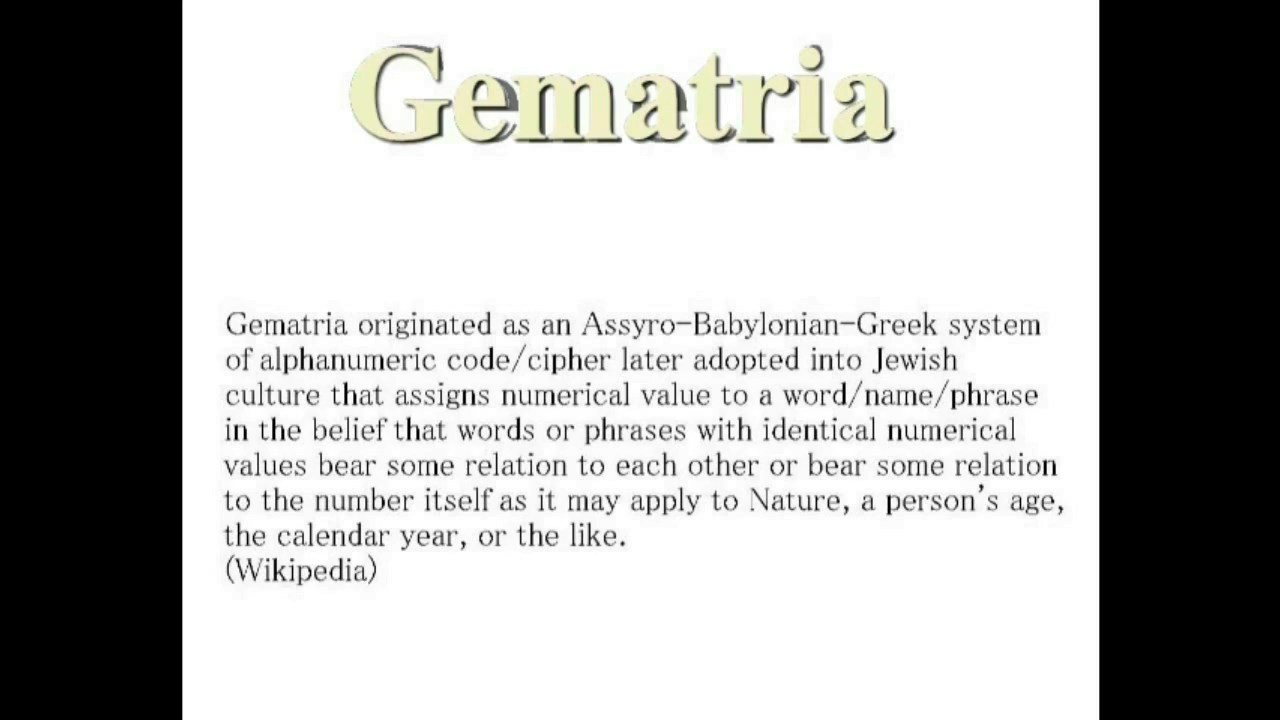 Gematria
Gematria originated as an Assyro-Babylonian-Greek system
of alphanumeric code/cipher later adopted into Jewish
culture that assigns numerical value to a word/name/phrase
in the belief that words or phrases with identical numerical
values bear some relation to each other or bear some relation
to the number itself as it may apply to Nature, a person's age,
the calendar year, or the like.
(Wikipedia)